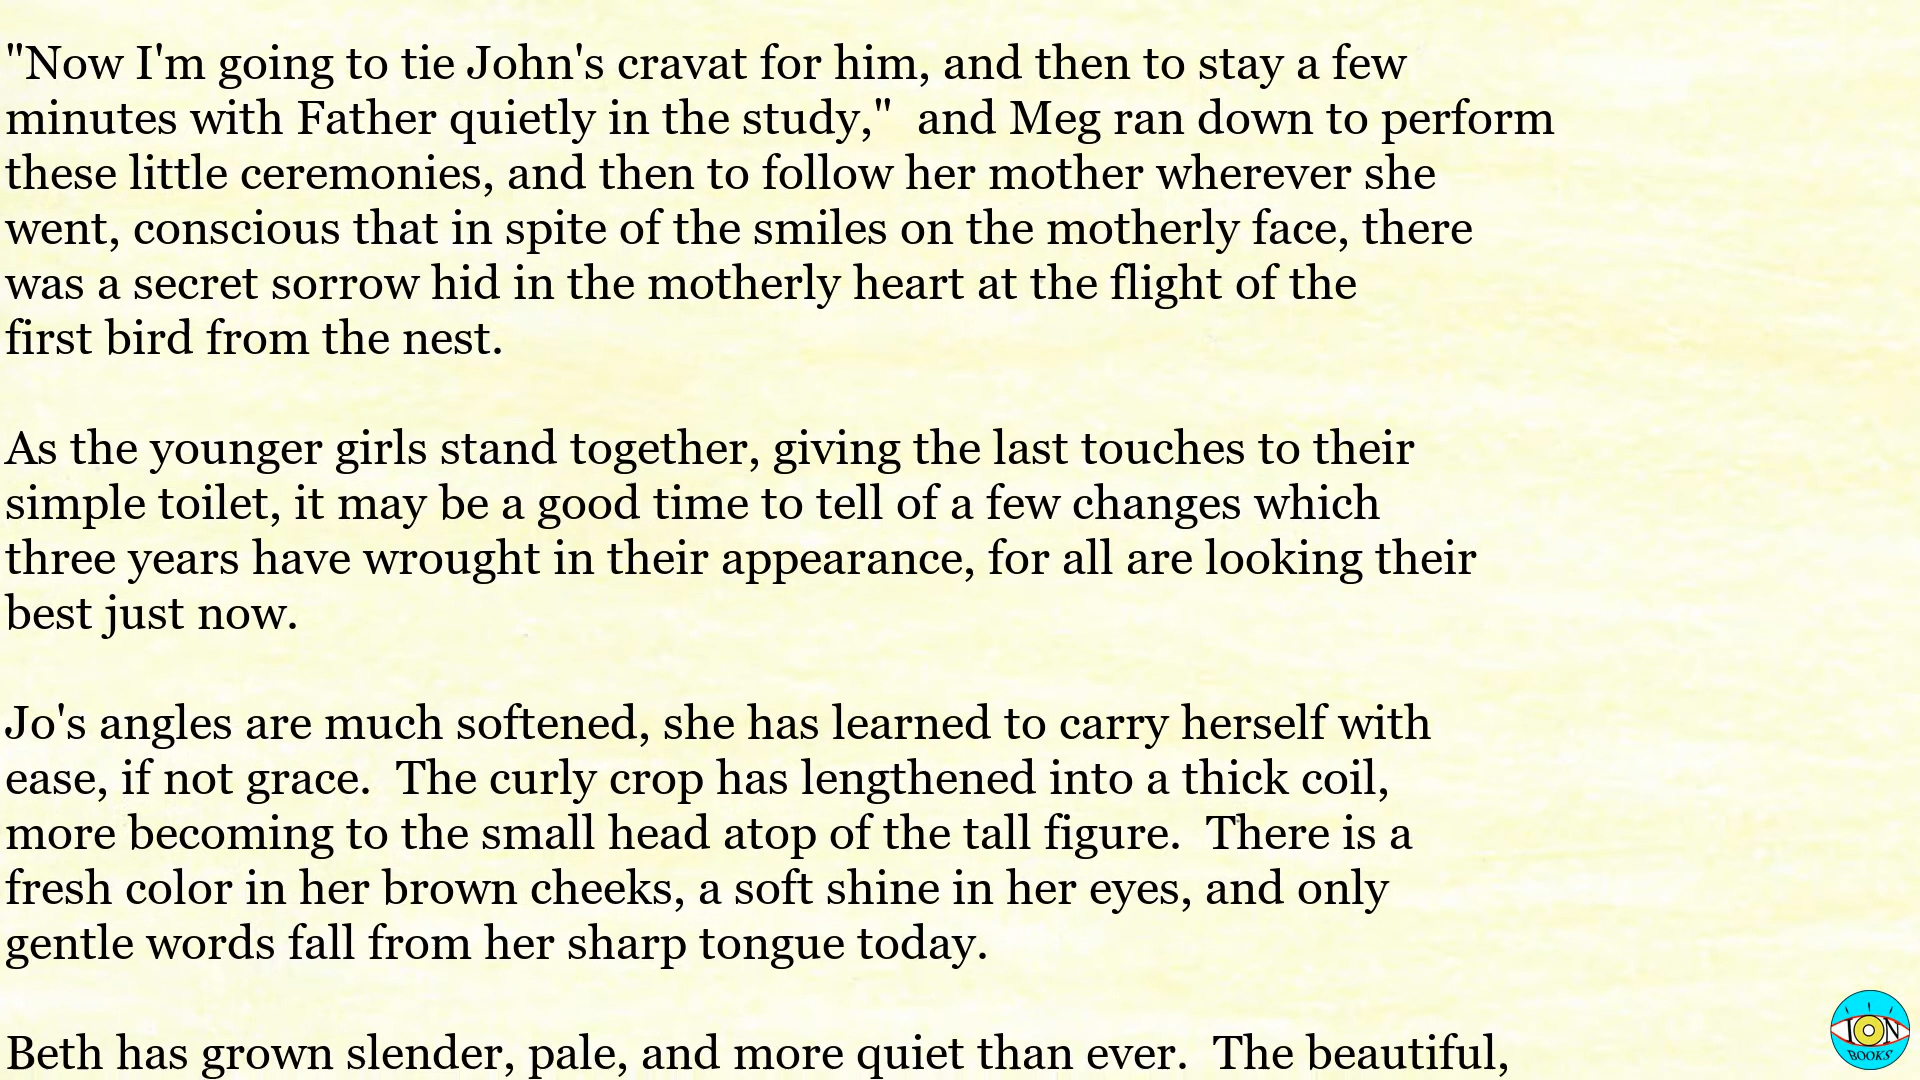 "Now I'm going to tie John's cravat for him, and then to stay a few
minutes with Father quietly in the study,"  and Meg ran down to perform
these little ceremonies, and then to follow her mother wherever she
went, conscious that in spite of the smiles on the motherly face, there
was a secret sorrow hid in the motherly heart at the flight of the
first bird from the nest.

As the younger girls stand together, giving the last touches to their
simple toilet, it may be a good time to tell of a few changes which
three years have wrought in their appearance, for all are looking their
best just now.

Jo's angles are much softened, she has learned to carry herself with
ease, if not grace.  The curly crop has lengthened into a thick coil,
more becoming to the small head atop of the tall figure.  There is a
fresh color in her brown cheeks, a soft shine in her eyes, and only
gentle words fall from her sharp tongue today.

Beth has grown slender, pale, and more quiet than ever.  The beautiful,
ION
BOOKS